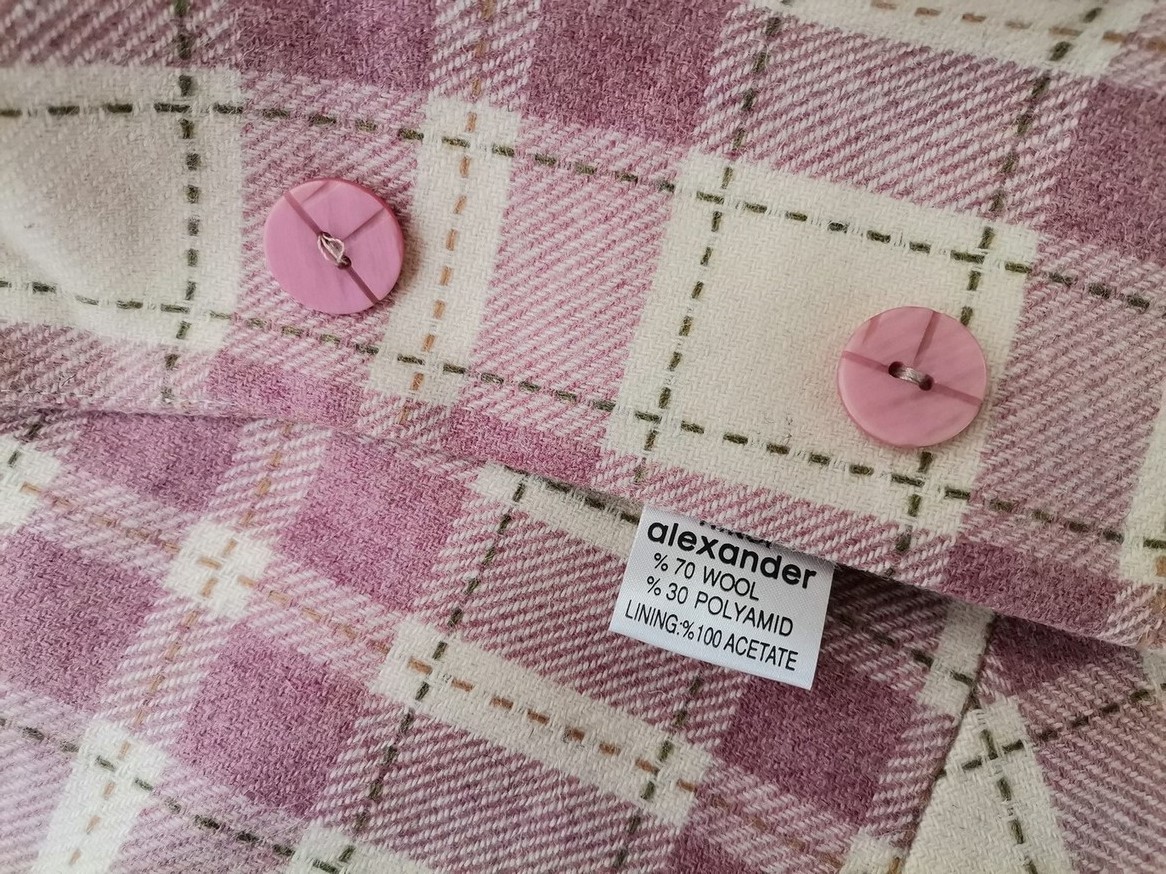 alexander
% 70 WOOL
% 30 POLYAMID
LINING:%100 ACETATE